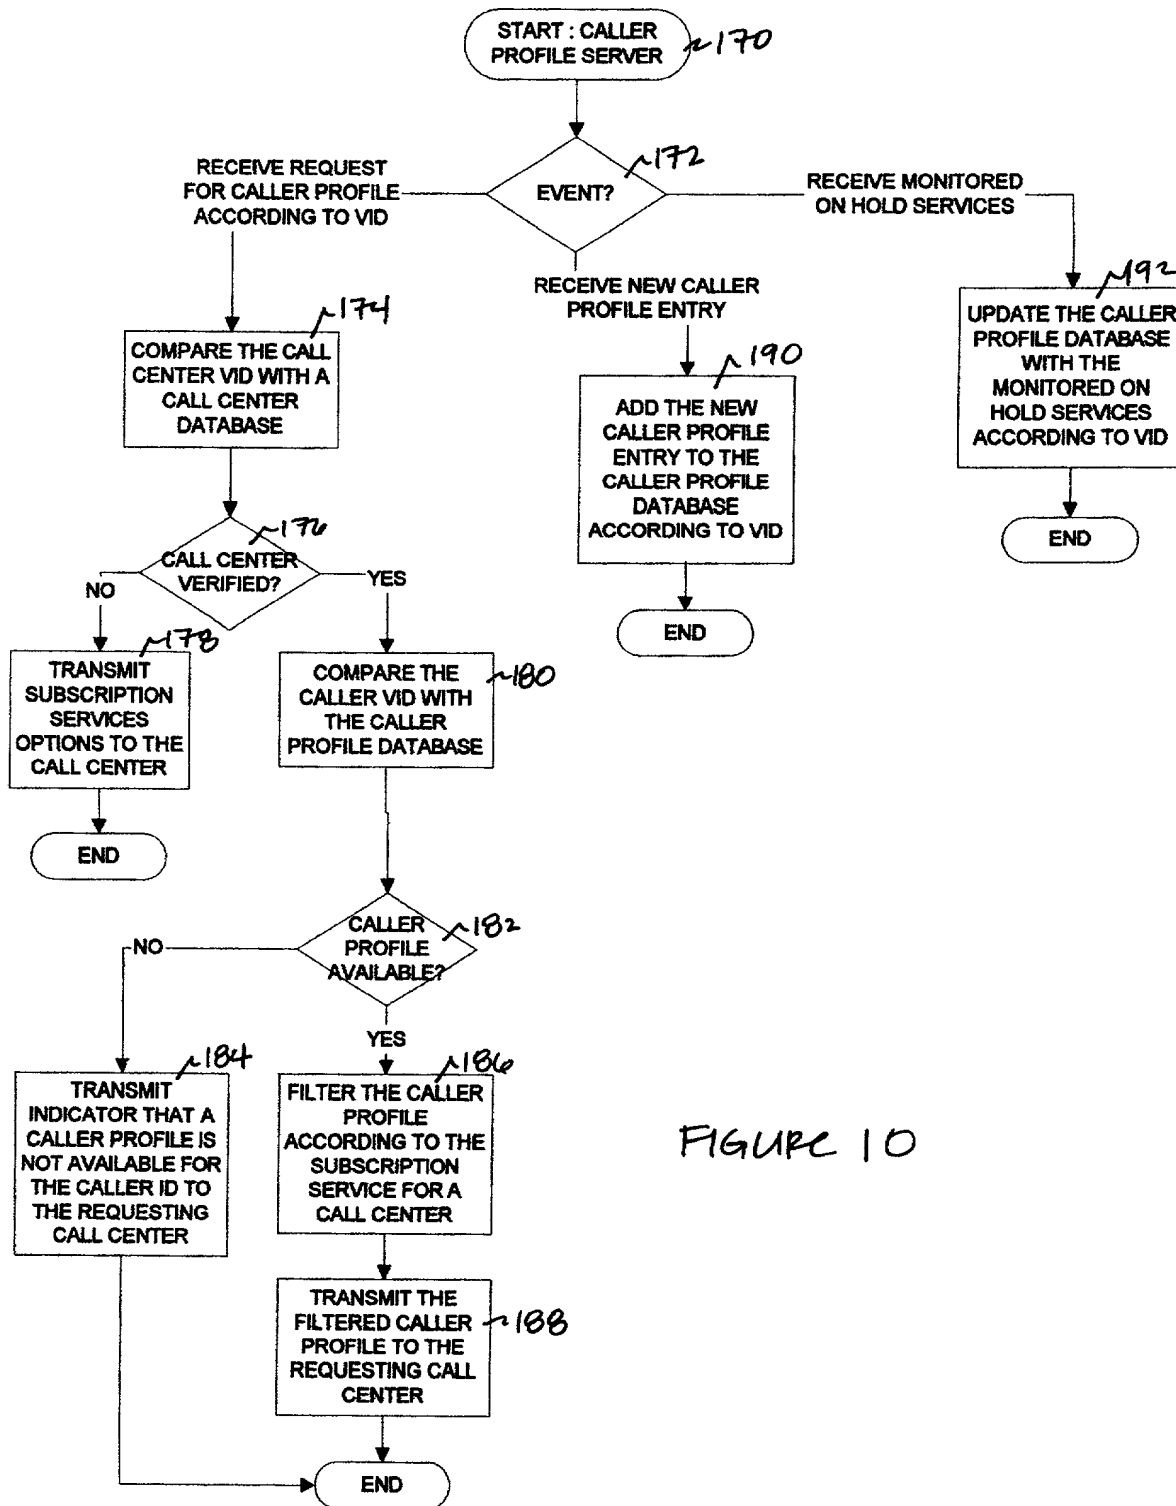 START : CALLER
PROFILE SERVER
170
172
EVENT?
RECEIVE REQUEST
FOR CALLER PROFILE
ACCORDING TO VID
RECEIVE MONITORED
ON HOLD SERVICES
RECEIVE NEW CALLER
PROFILE ENTRY
174
COMPARE THE CALL
CENTER VID WITH A
CALL CENTER
DATABASE
190
ADD THE NEW
CALLER PROFILE
ENTRY TO THE
CALLER PROFILE
DATABASE
ACCORDING TO VID
192
UPDATE THE CALLER
PROFILE DATABASE
WITH THE
MONITORED ON
HOLD SERVICES
ACCORDING TO VID
END
END
176
CALL CENTER
VERIFIED?
NO
YES
178
TRANSMIT
SUBSCRIPTION
SERVICES
OPTIONS TO THE
CALL CENTER
END
180
COMPARE THE
CALLER VID WITH
THE CALLER
PROFILE DATABASE
182
CALLER
PROFILE
AVAILABLE?
NO
YES
184
TRANSMIT
INDICATOR THAT A
CALLER PROFILE IS
NOT AVAILABLE FOR
THE CALLER ID TO
THE REQUESTING
CALL CENTER
186
FILTER THE CALLER
PROFILE
ACCORDING TO THE
SUBSCRIPTION
SERVICE FOR A
CALL CENTER
188
TRANSMIT THE
FILTERED CALLER
PROFILE TO THE
REQUESTING CALL
CENTER
END
FIGURE 10